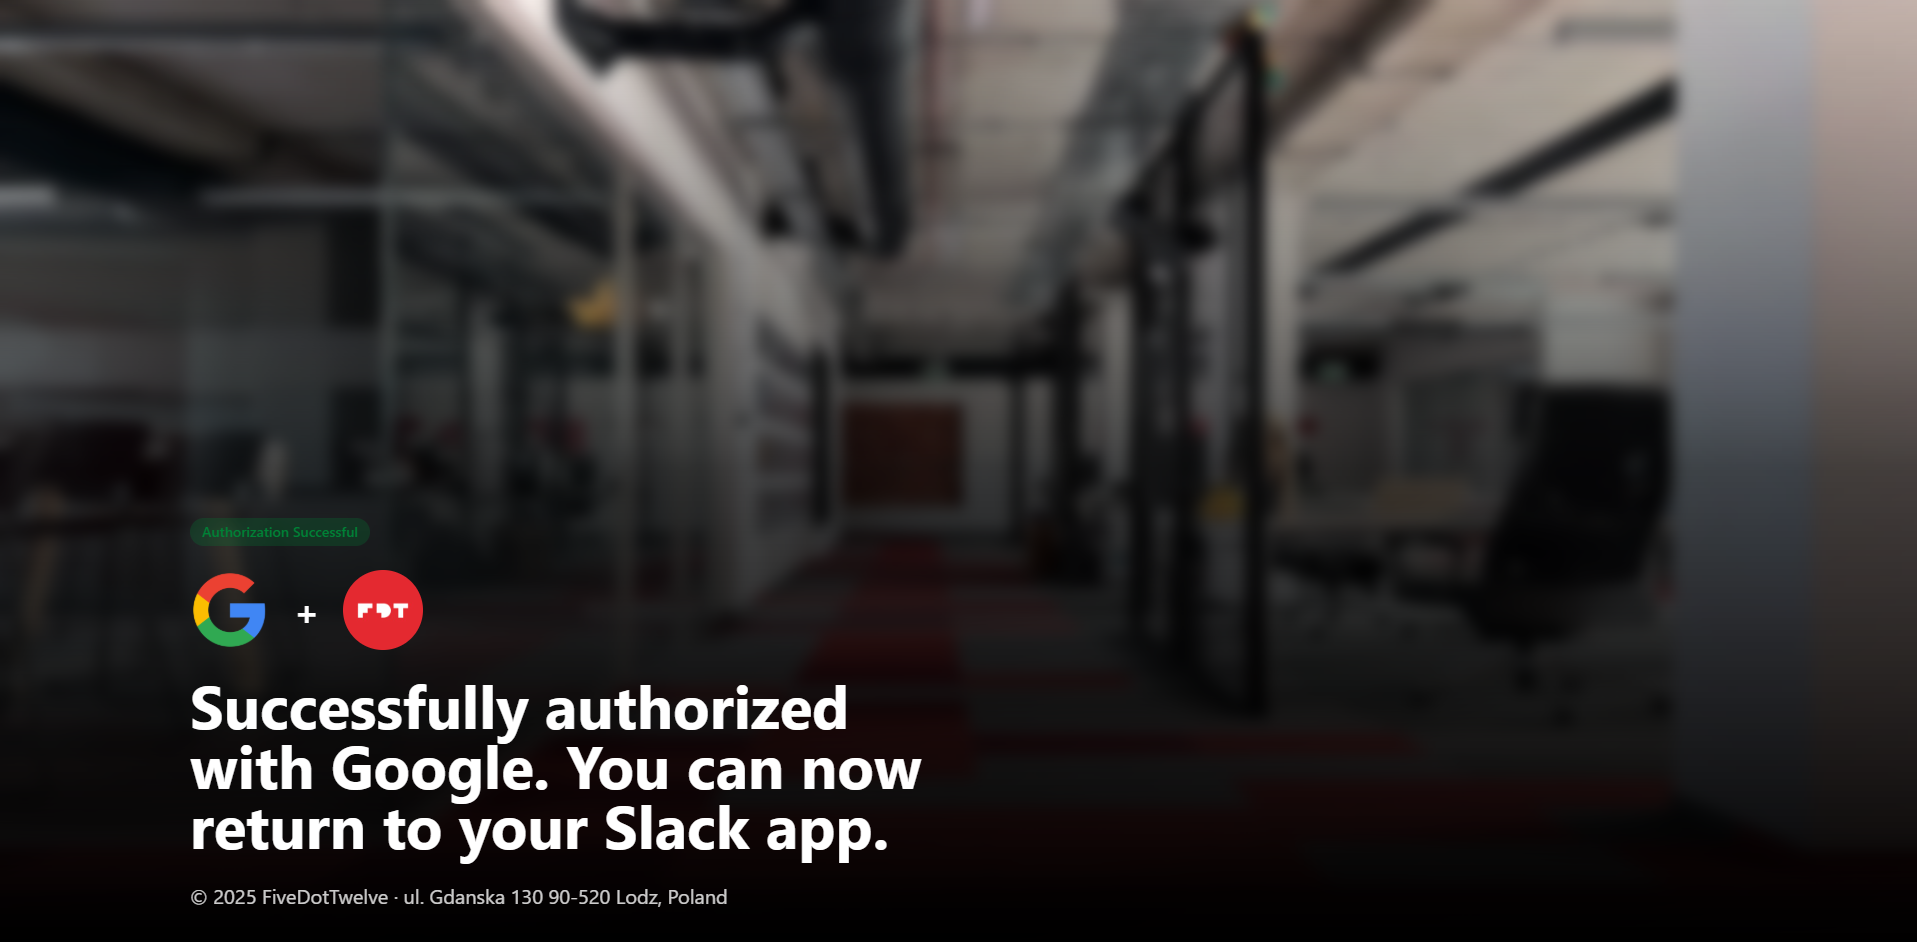 Authorization Successful
+
FDT
Successfully authorized
with Google. You can now
return to your Slack app.
© 2025 FiveDotTwelve · ul. Gdanska 130 90-520 Lodz, Poland